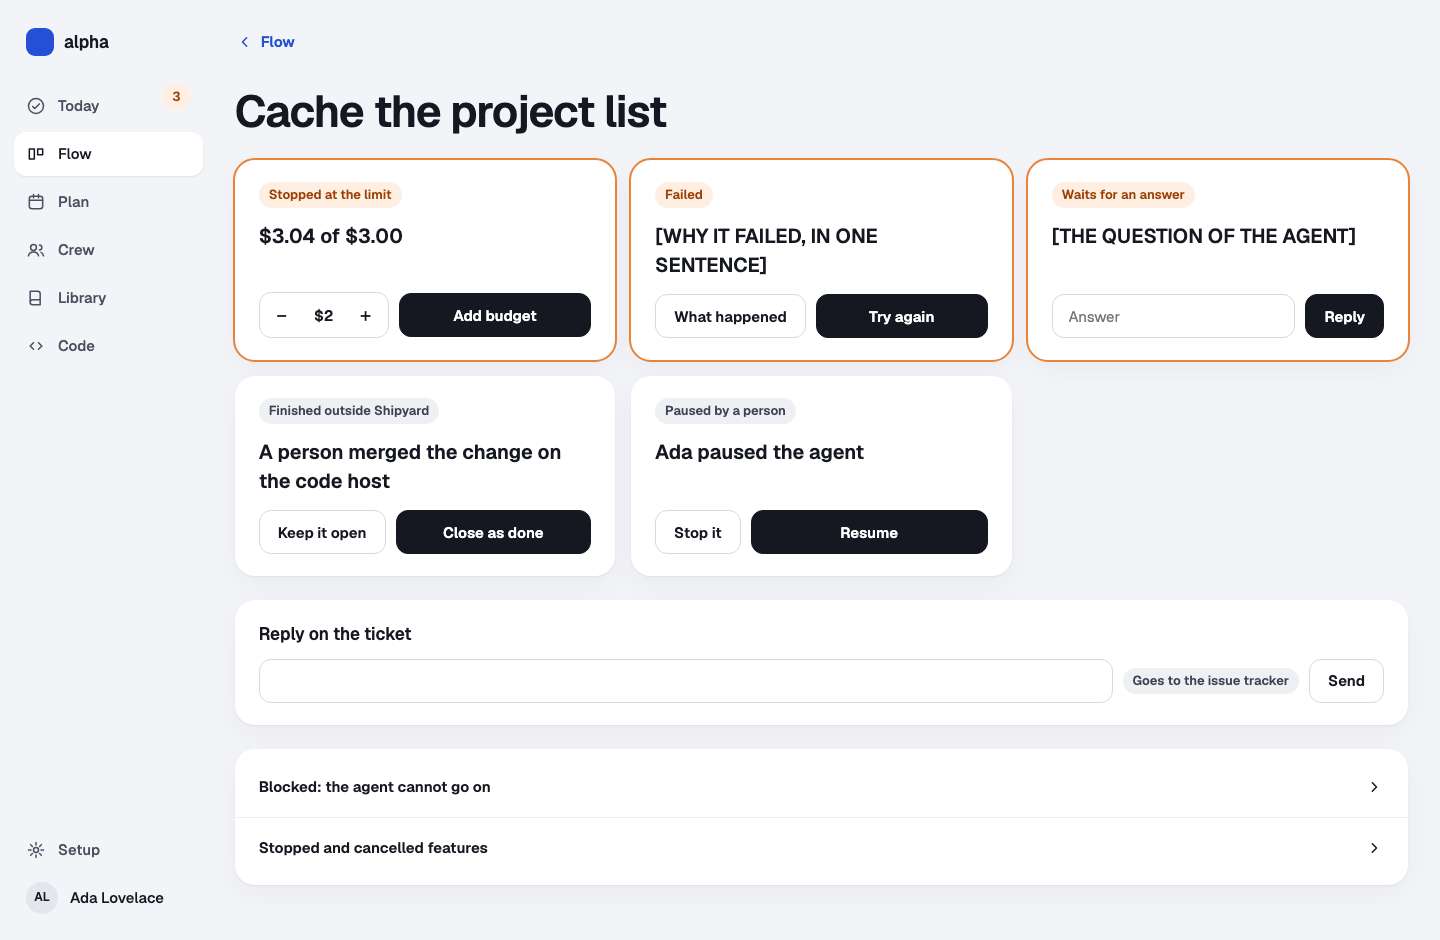 alpha
Today
3
Flow
Plan
Crew
Library
Code
Setup
AL
Ada Lovelace
Flow
Cache the project list
Stopped at the limit
$3.04 of $3.00
− $2 +
Add budget
Failed
[WHY IT FAILED, IN ONE
SENTENCE]
What happened
Try again
Waits for an answer
[THE QUESTION OF THE AGENT]
Answer
Reply
Finished outside Shipyard
A person merged the change on
the code host
Keep it open
Close as done
Paused by a person
Ada paused the agent
Stop it
Resume
Reply on the ticket
Goes to the issue tracker
Send
Blocked: the agent cannot go on
Stopped and cancelled features